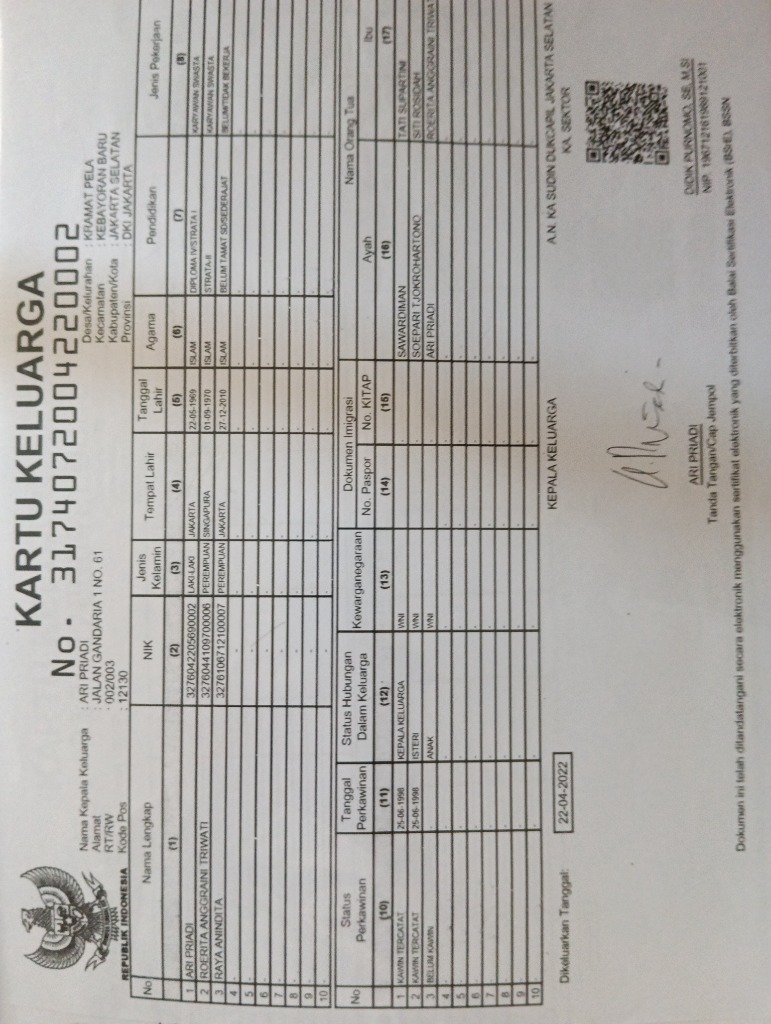 KARTU KELUARGA
No. 3174072004220002
Nama Kepala Keluarga : ARI PRIADI
Alamat : JALAN GANDARIA 1 NO. 61
RT/RW : 002/003
Kode Pos : 12130
Desa/Kelurahan : KRAMAT PELA
Kecamatan : KEBAYORAN BARU
Kabupaten/Kota : JAKARTA SELATAN
Provinsi : DKI JAKARTA
REPUBLIK INDONESIA
No Nama Lengkap NIK Jenis Kelamin Tempat Lahir Tanggal Lahir Agama Pendidikan Jenis Pekerjaan
(1) (2) (3) (4) (5) (6) (7) (8)
1 ARI PRIADI 3276042205690002 LAKI-LAKI JAKARTA 22-05-1969 ISLAM DIPLOMA IV/STRATA I KARYAWAN SWASTA
2 ROERITA ANGGRAINI TRIWATI 3276044109700006 PEREMPUAN SINGAPURA 01-09-1970 ISLAM STRATA-II KARYAWAN SWASTA
3 RAYA ANINDITA 3276106712100007 PEREMPUAN JAKARTA 27-12-2010 ISLAM BELUM TAMAT SD/SEDERAJAT BELUM/TIDAK BEKERJA
4 - - - - - - - -
5 - - - - - - - -
6 - - - - - - - -
7 - - - - - - - -
8 - - - - - - - -
9 - - - - - - - -
10 - - - - - - - -
No Status Perkawinan Tanggal Perkawinan Status Hubungan Dalam Keluarga Kewarganegaraan Dokumen Imigrasi Nama Orang Tua
No. Paspor No. KITAP Ayah Ibu
(10) (11) (12) (13) (14) (15) (16) (17)
1 KAWIN TERCATAT 25-06-1998 KEPALA KELUARGA WNI - - SAWARDIMAN TATI SUPARTINI
2 KAWIN TERCATAT 25-06-1998 ISTERI WNI - - SOEPARI TJOKROHARTONO SITI ROSIDAH
3 BELUM KAWIN - ANAK WNI - - ARI PRIADI ROERITA ANGGRAINI TRIWAT
4 - - - - - - - -
5 - - - - - - - -
6 - - - - - - - -
7 - - - - - - - -
8 - - - - - - - -
9 - - - - - - - -
10 - - - - - - - -
Dikeluarkan Tanggal: 22-04-2022
KEPALA KELUARGA
ARI PRIADI
Tanda Tangan/Cap Jempol
A.N. KA SUDIN DUKCAPIL JAKARTA SELATAN
KA. SEKTOR
DIDIK PURNOMO, SE, M.SI
NIP. 196712161989121001
Dokumen ini telah ditandatangani secara elektronik menggunakan sertifikat elektronik yang diterbitkan oleh Balai Sertifikasi Elektronik (BSrE), BSSN